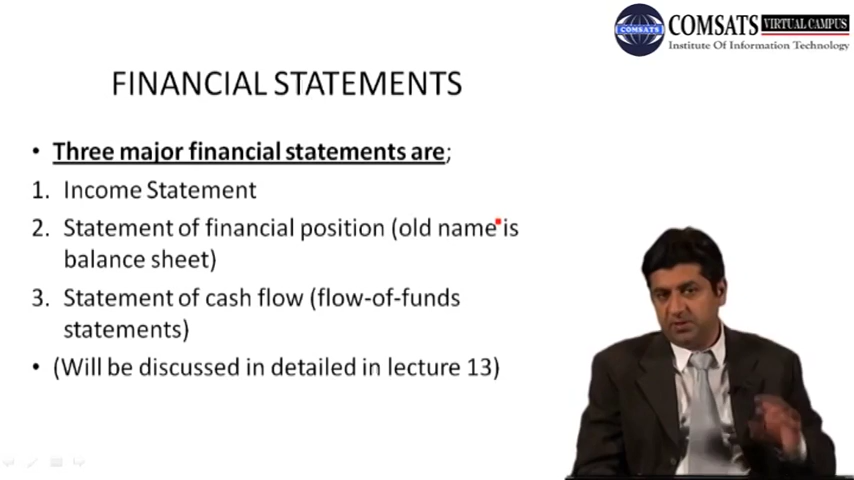 COMSATS VIRTUAL CAMPUS
COMSATS
Institute Of Information Technology
FINANCIAL STATEMENTS
• Three major financial statements are;
1. Income Statement
2. Statement of financial position (old name is
balance sheet)
3. Statement of cash flow (flow-of-funds
statements)
• (Will be discussed in detailed in lecture 13)